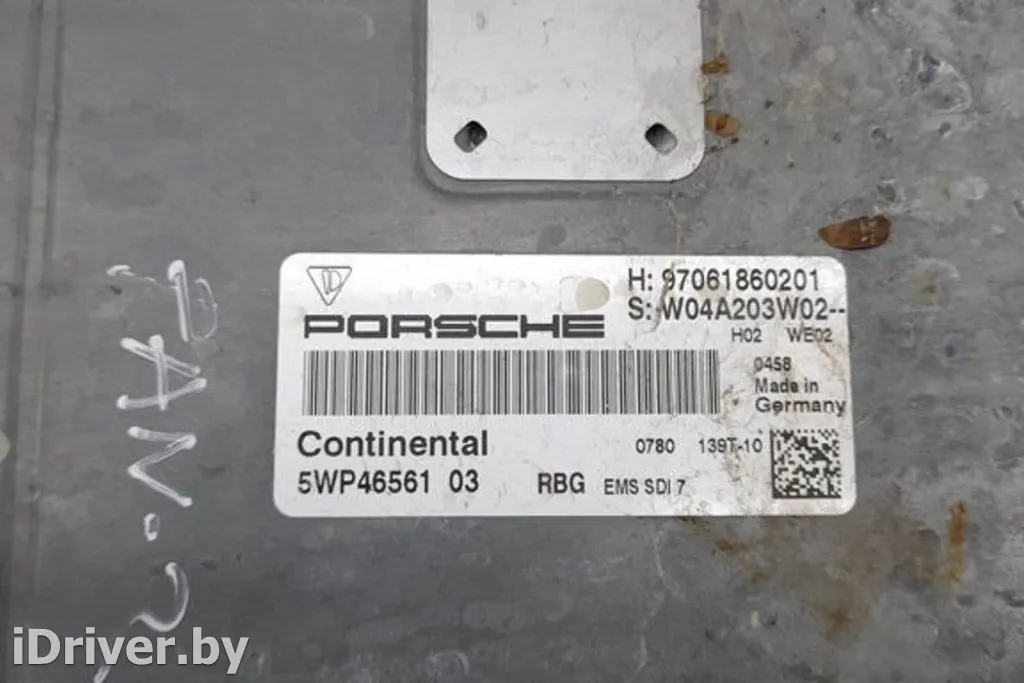 H: 97061860201
S: W04A203W02--
H02 WE02
PORSCHE
0458
Made in
Germany
Continental
0780 139T-10
5WP46561 03
RBG EMS SDI 7
PAN-
iDriver.by